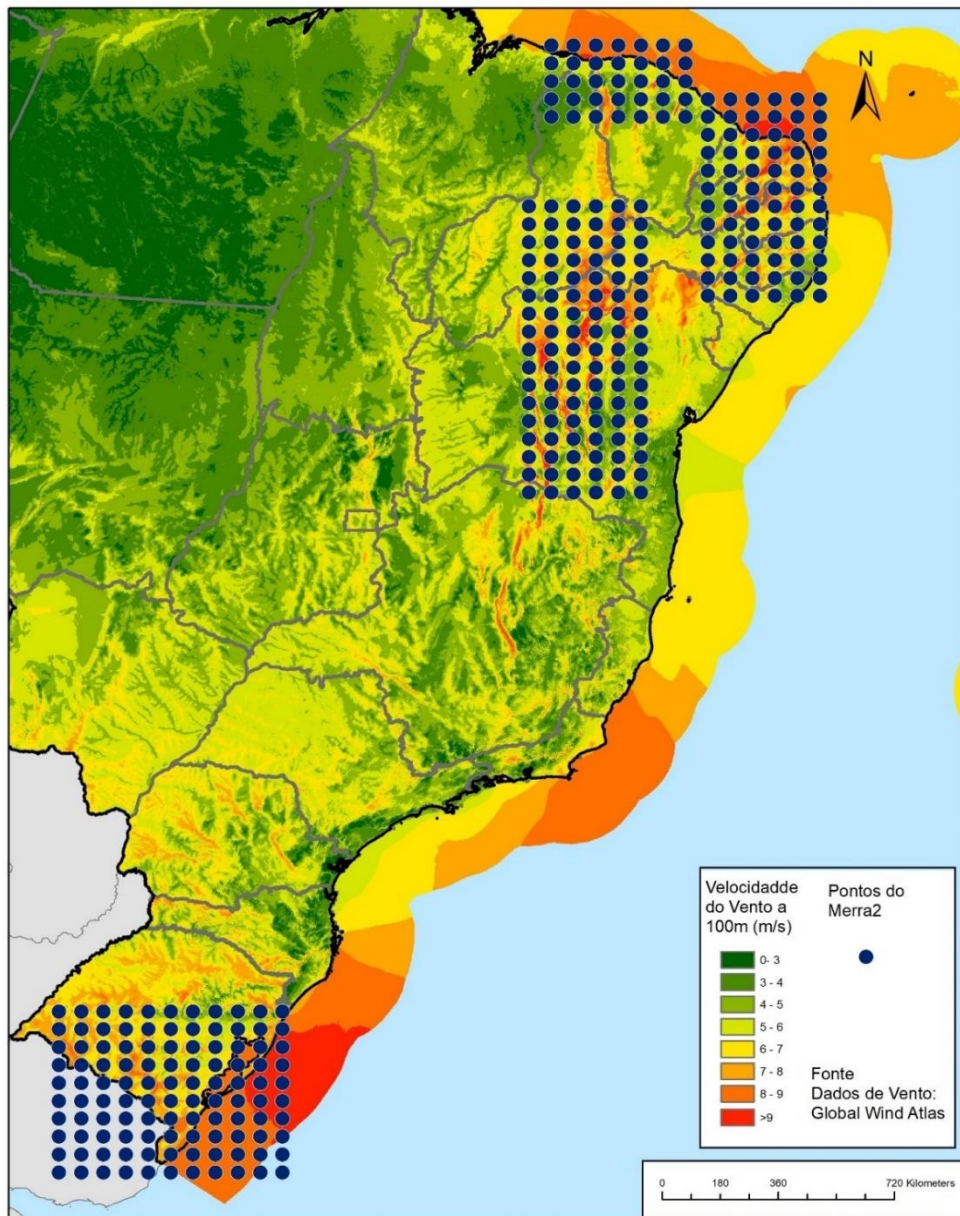 N
Velocidadde
do Vento a
100m (m/s)
Pontos do
Merra2
0- 3
3 - 4
4 - 5
5 - 6
6 - 7
7 - 8
8 - 9
>9
Fonte
Dados de Vento:
Global Wind Atlas
0 180 360 720 Kilometers